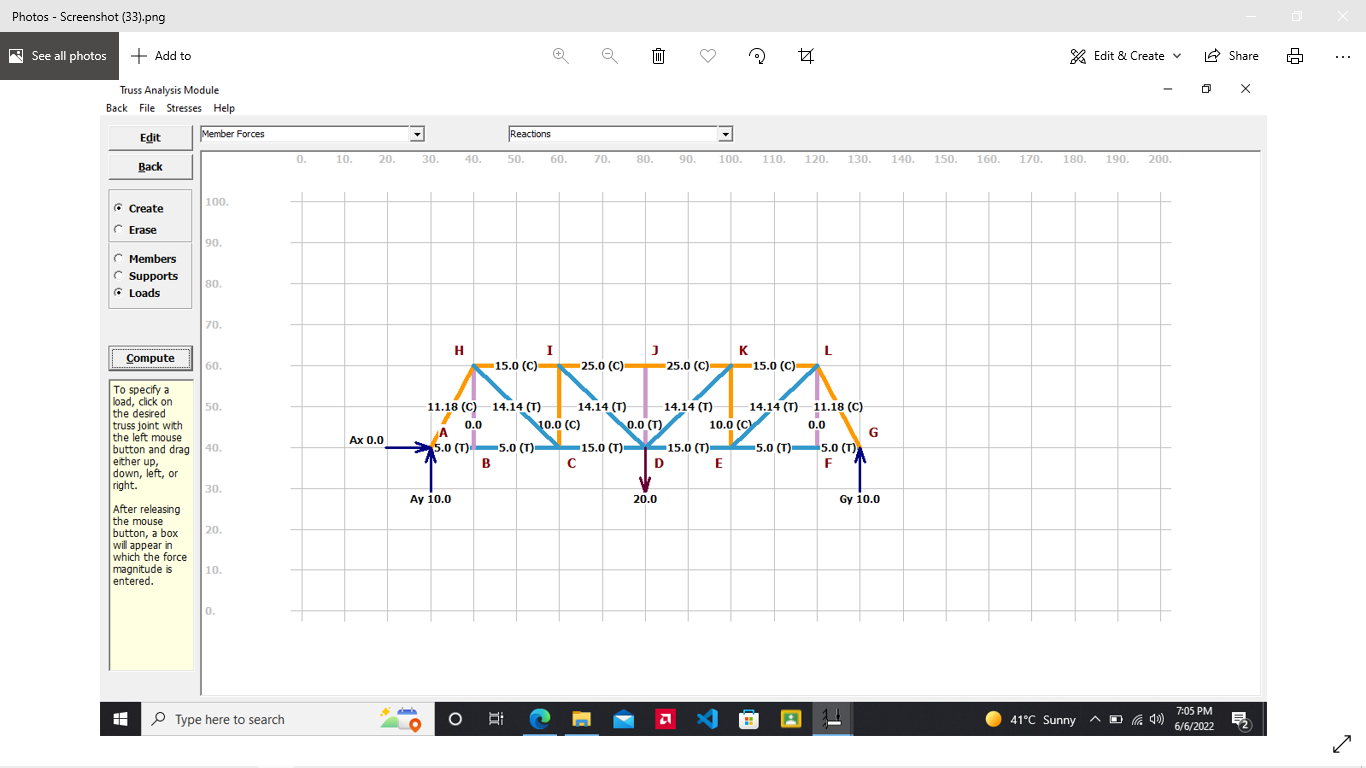 Photos - Screenshot (33).png
See all photos
Add to
Edit & Create
Share
Truss Analysis Module
Back File Stresses Help
Edit
Member Forces
Reactions
Back
0. 10. 20. 30. 40. 50. 60. 70. 80. 90. 100. 110. 120. 130. 140. 150. 160. 170. 180. 190. 200.
Create
Erase
Members
Supports
Loads
Compute
To specify a
load, click on
the desired
truss joint with
the left mouse
button and drag
either up,
down, left, or
right.
After releasing
the mouse
button, a box
will appear in
which the force
magnitude is
entered.
100.
90.
80.
70.
60.
50.
40.
30.
20.
10.
0.
H I J K L
15.0 (C) 25.0 (C) 25.0 (C) 15.0 (C)
11.18 (C) 14.14 (T) 14.14 (T) 14.14 (T) 14.14 (T) 11.18 (C)
0.0 10.0 (C) 0.0 (T) 10.0 (C) 0.0
A G
Ax 0.0
5.0 (T) 5.0 (T) 15.0 (T) 15.0 (T) 5.0 (T) 5.0 (T)
B C D E F
Ay 10.0 20.0 Gy 10.0
Type here to search
41°C Sunny
7:05 PM
6/6/2022
2